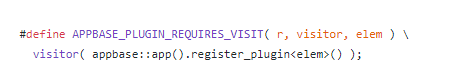 #define APPBASE_PLUGIN_REQUIRES_VISIT( r, visitor, elem ) \
visitor( appbase::app().register_plugin<elem>() );